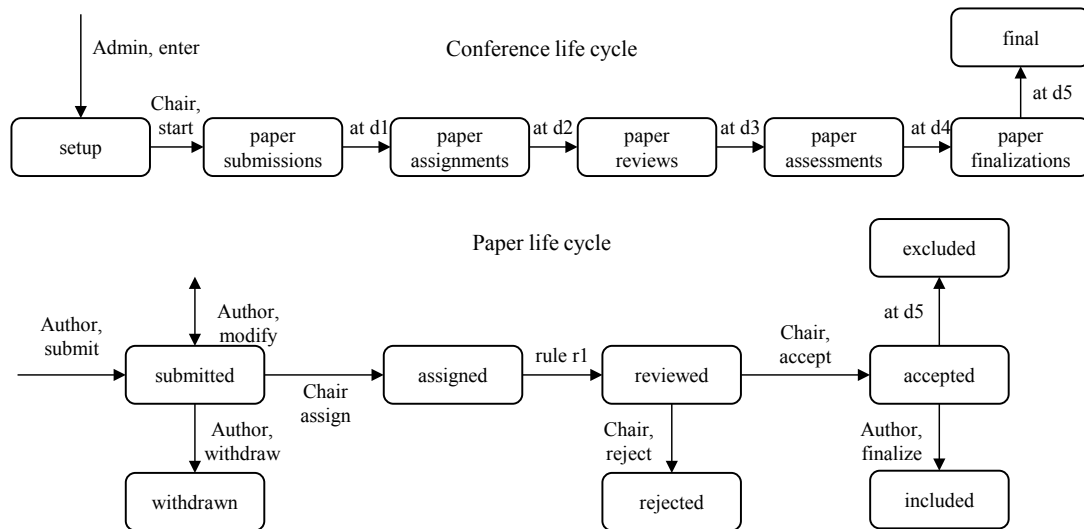 Admin, enter
Conference life cycle
final
at d5
setup
Chair,
start
paper
submissions
at d1
paper
assignments
at d2
paper
reviews
at d3
paper
assessments
at d4
paper
finalizations
Paper life cycle
excluded
at d5
Author,
submit
Author,
modify
submitted
Chair
assign
assigned
rule r1
reviewed
Chair,
accept
accepted
Author,
withdraw
withdrawn
Chair,
reject
rejected
Author,
finalize
included